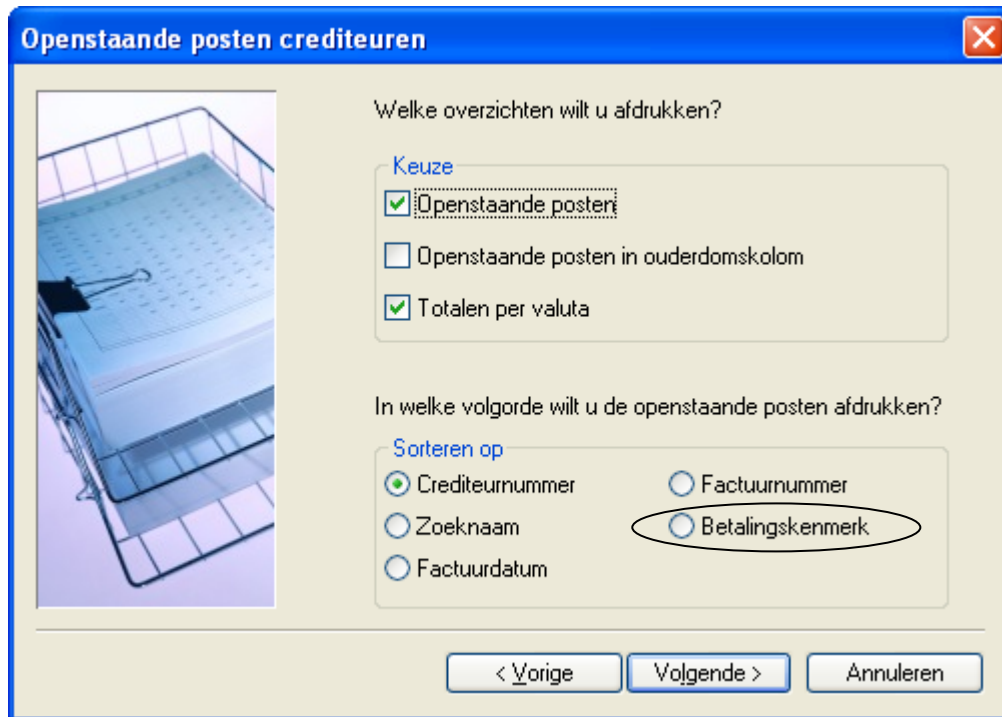 Openstaande posten crediteuren
Welke overzichten wilt u afdrukken?
Keuze
Openstaande posten
Openstaande posten in ouderdomskolom
Totalen per valuta
In welke volgorde wilt u de openstaande posten afdrukken?
Sorteren op
Crediteurnummer
Factuurnummer
Zoeknaam
Betalingskenmerk
Factuurdatum
< Vorige
Volgende >
Annuleren